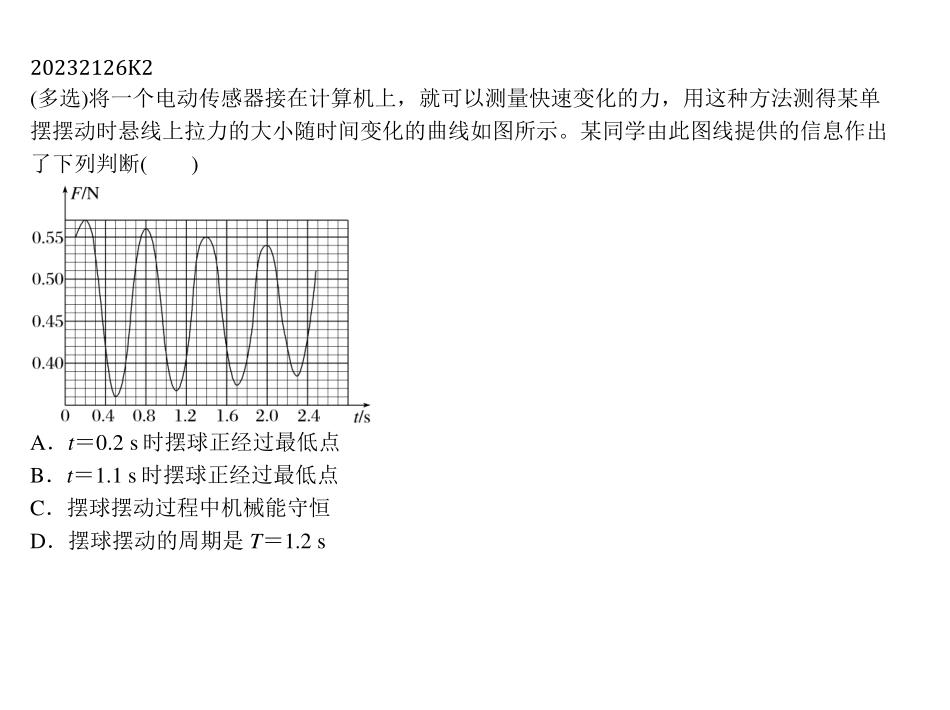 20232126K2
(多选)将一个电动传感器接在计算机上，就可以测量快速变化的力，用这种方法测得某单
摆摆动时悬线上拉力的大小随时间变化的曲线如图所示。某同学由此图线提供的信息作出
了下列判断(　　)
F/N
0.55
0.50
0.45
0.40
0 0.4 0.8 1.2 1.6 2.0 2.4 t/s
A．t＝0.2 s时摆球正经过最低点
B．t＝1.1 s时摆球正经过最低点
C．摆球摆动过程中机械能守恒
D．摆球摆动的周期是 T＝1.2 s